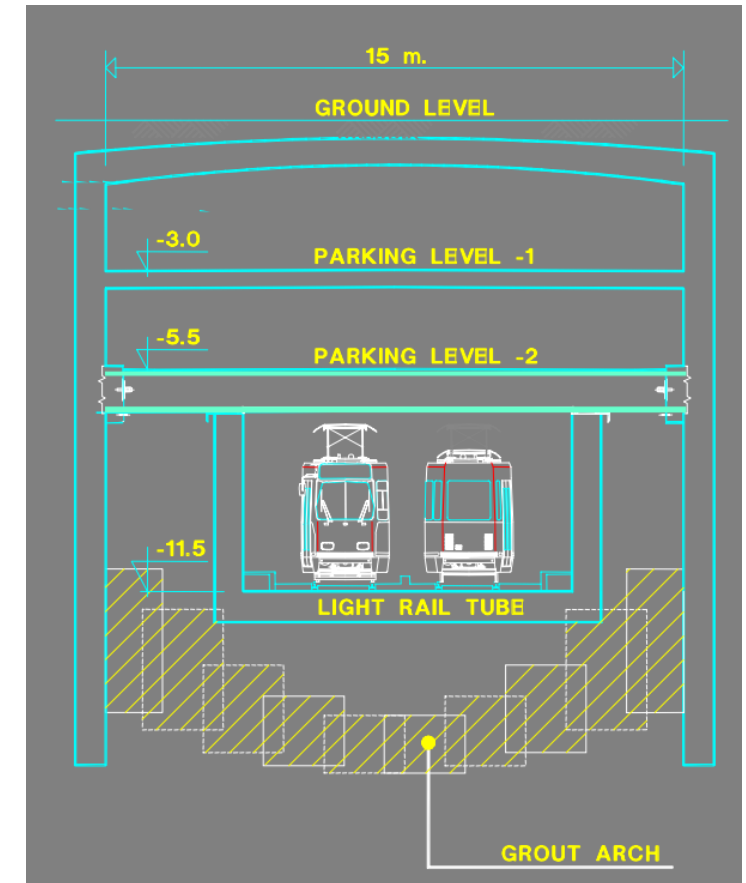 15 m.
GROUND LEVEL
-3.0
PARKING LEVEL -1
-5.5
PARKING LEVEL -2
-11.5
LIGHT RAIL TUBE
GROUT ARCH